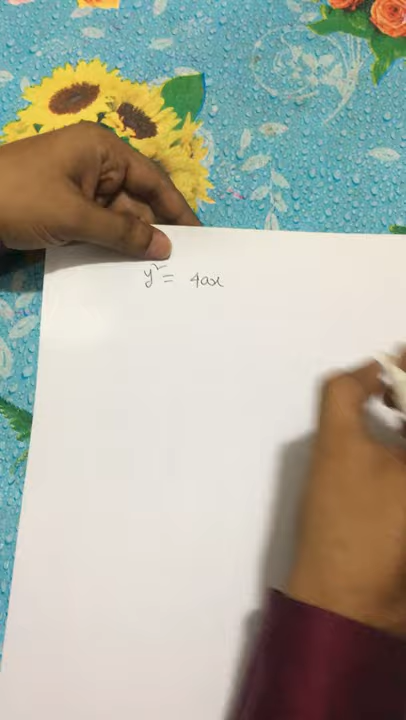 y² = 4ax